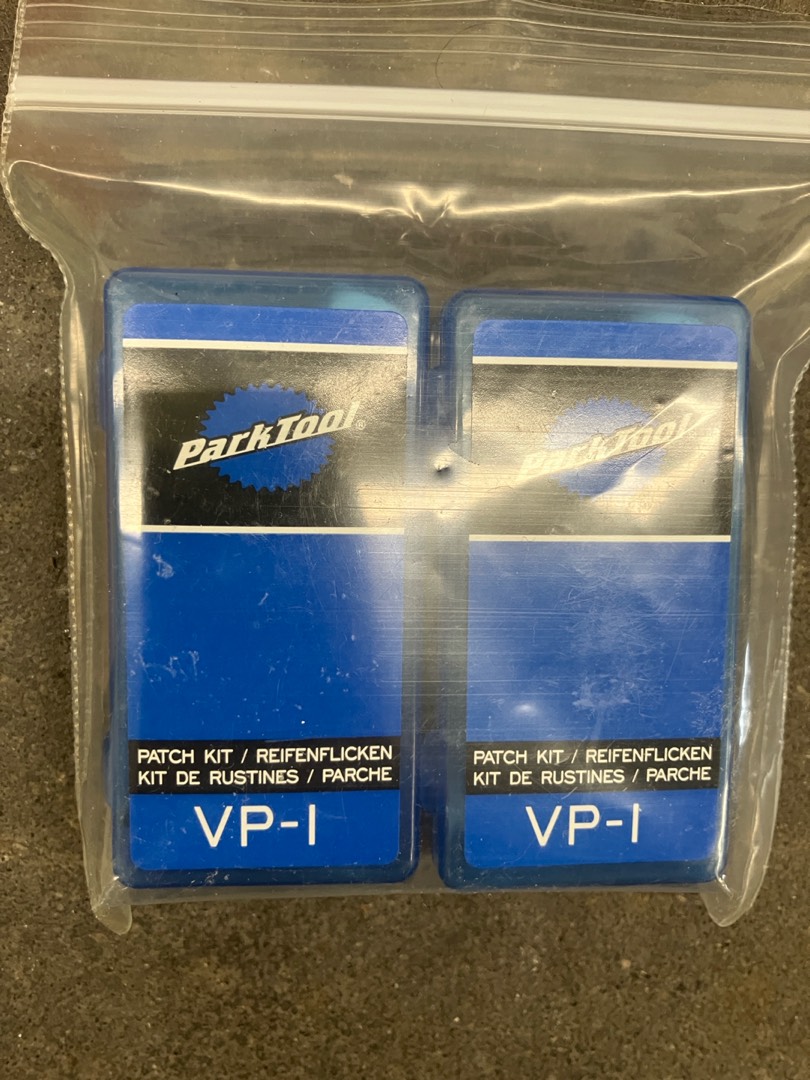 ParkTool®
PATCH KIT / REIFENFLICKEN
KIT DE RUSTINES / PARCHE
VP-1
ParkTool
PATCH KIT / REIFENFLICKEN
KIT DE RUSTINES / PARCHE
VP-1